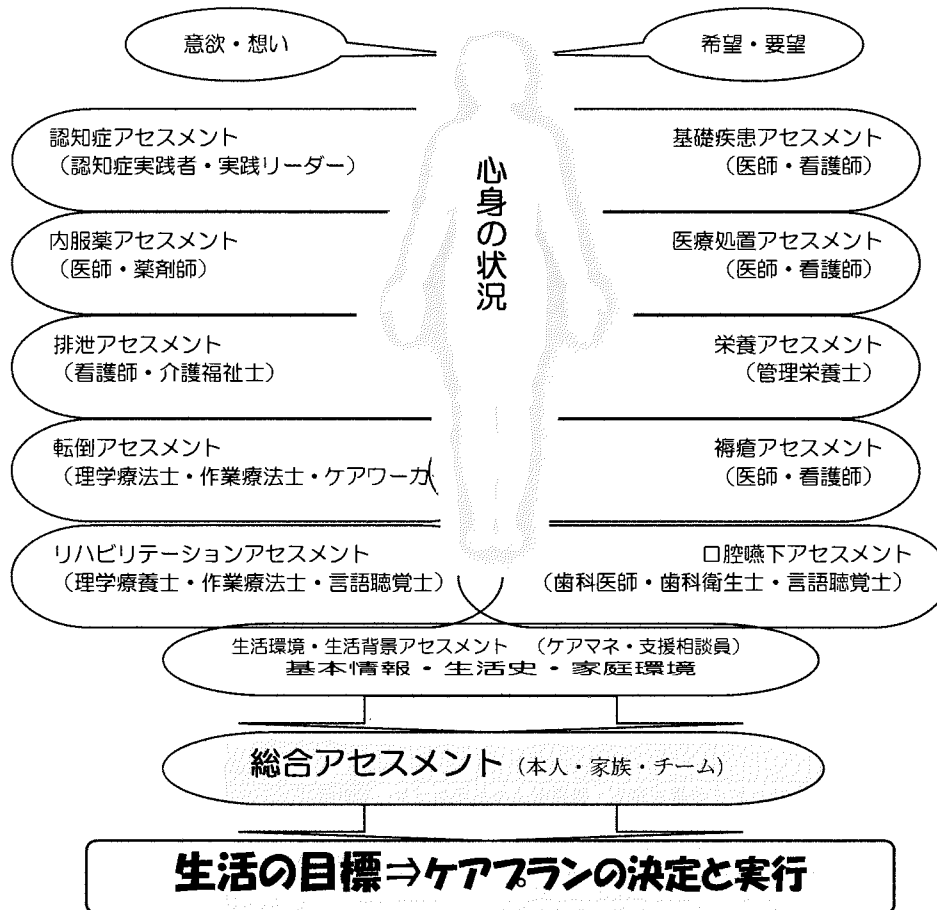 意欲・想い
希望・要望
認知症アセスメント
（認知症実践者・実践リーダー）
基礎疾患アセスメント
（医師・看護師）
心身の状況
内服薬アセスメント
（医師・薬剤師）
医療処置アセスメント
（医師・看護師）
排泄アセスメント
（看護師・介護福祉士）
栄養アセスメント
（管理栄養士）
転倒アセスメント
（理学療法士・作業療法士・ケアワーカ
褥瘡アセスメント
（医師・看護師）
リハビリテーションアセスメント
（理学療養士・作業療法士・言語聴覚士）
口腔嚥下アセスメント
（歯科医師・歯科衛生士・言語聴覚士）
生活環境・生活背景アセスメント （ケアマネ・支援相談員）
基本情報・生活史・家庭環境
総合アセスメント（本人・家族・チーム）
生活の目標⇒ケアプランの決定と実行